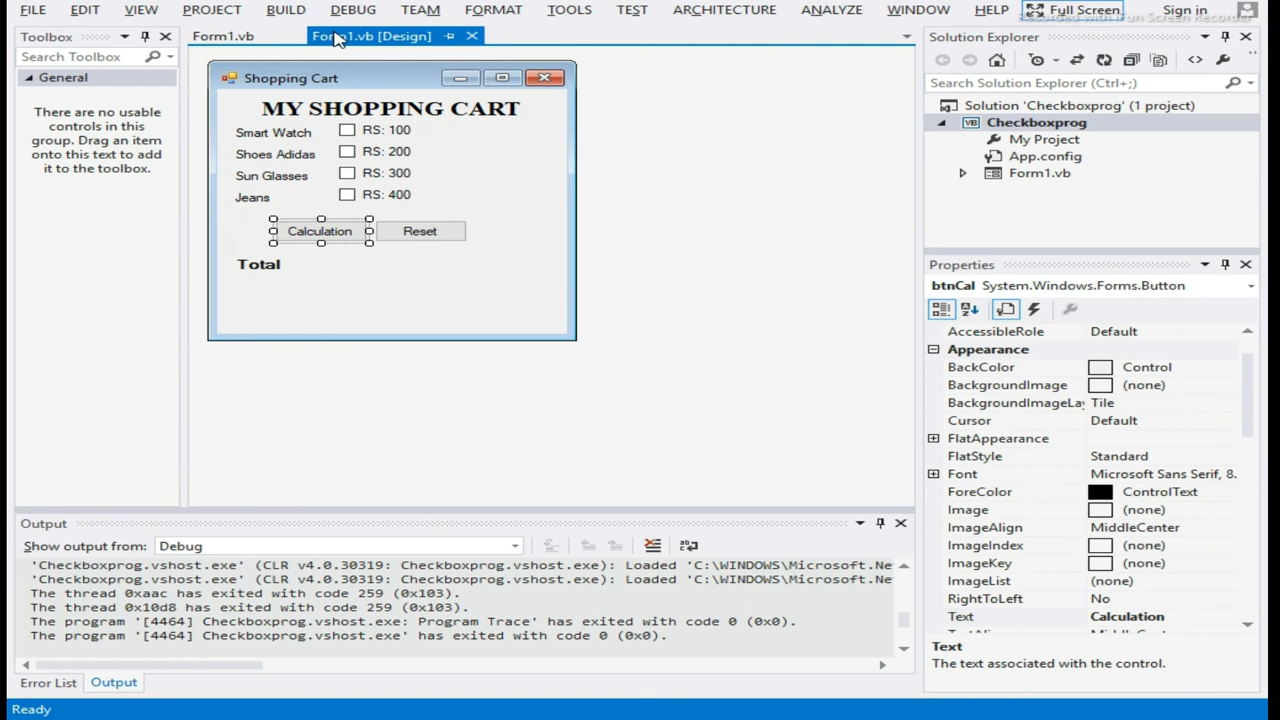 FILE EDIT VIEW PROJECT BUILD DEBUG TEAM FORMAT TOOLS TEST ARCHITECTURE ANALYZE WINDOW HELP Full Screen Sign in
Recorded with iFun Screen Recorder
Toolbox
Search Toolbox
General
There are no usable
controls in this
group. Drag an item
onto this text to add
it to the toolbox.
Form1.vb
Form1.vb [Design]
Shopping Cart
MY SHOPPING CART
Smart Watch RS: 100
Shoes Adidas RS: 200
Sun Glasses RS: 300
Jeans RS: 400
Calculation Reset
Total
Output
Show output from: Debug
'Checkboxprog.vshost.exe' (CLR v4.0.30319: Checkboxprog.vshost.exe): Loaded 'C:\WINDOWS\Microsoft.Ne
'Checkboxprog.vshost.exe' (CLR v4.0.30319: Checkboxprog.vshost.exe): Loaded 'C:\WINDOWS\Microsoft.Ne
The thread 0xaac has exited with code 259 (0x103).
The thread 0x10d8 has exited with code 259 (0x103).
The program '[4464] Checkboxprog.vshost.exe: Program Trace' has exited with code 0 (0x0).
The program '[4464] Checkboxprog.vshost.exe' has exited with code 0 (0x0).
Error List Output
Ready
Solution Explorer
Search Solution Explorer (Ctrl+;)
Solution 'Checkboxprog' (1 project)
VB Checkboxprog
My Project
App.config
Form1.vb
Properties
btnCal System.Windows.Forms.Button
AccessibleRole Default
Appearance
BackColor Control
BackgroundImage (none)
BackgroundImageLay Tile
Cursor Default
FlatAppearance
FlatStyle Standard
Font Microsoft Sans Serif, 8.
ForeColor ControlText
Image (none)
ImageAlign MiddleCenter
ImageIndex (none)
ImageKey (none)
ImageList (none)
RightToLeft No
Text Calculation
Text
The text associated with the control.